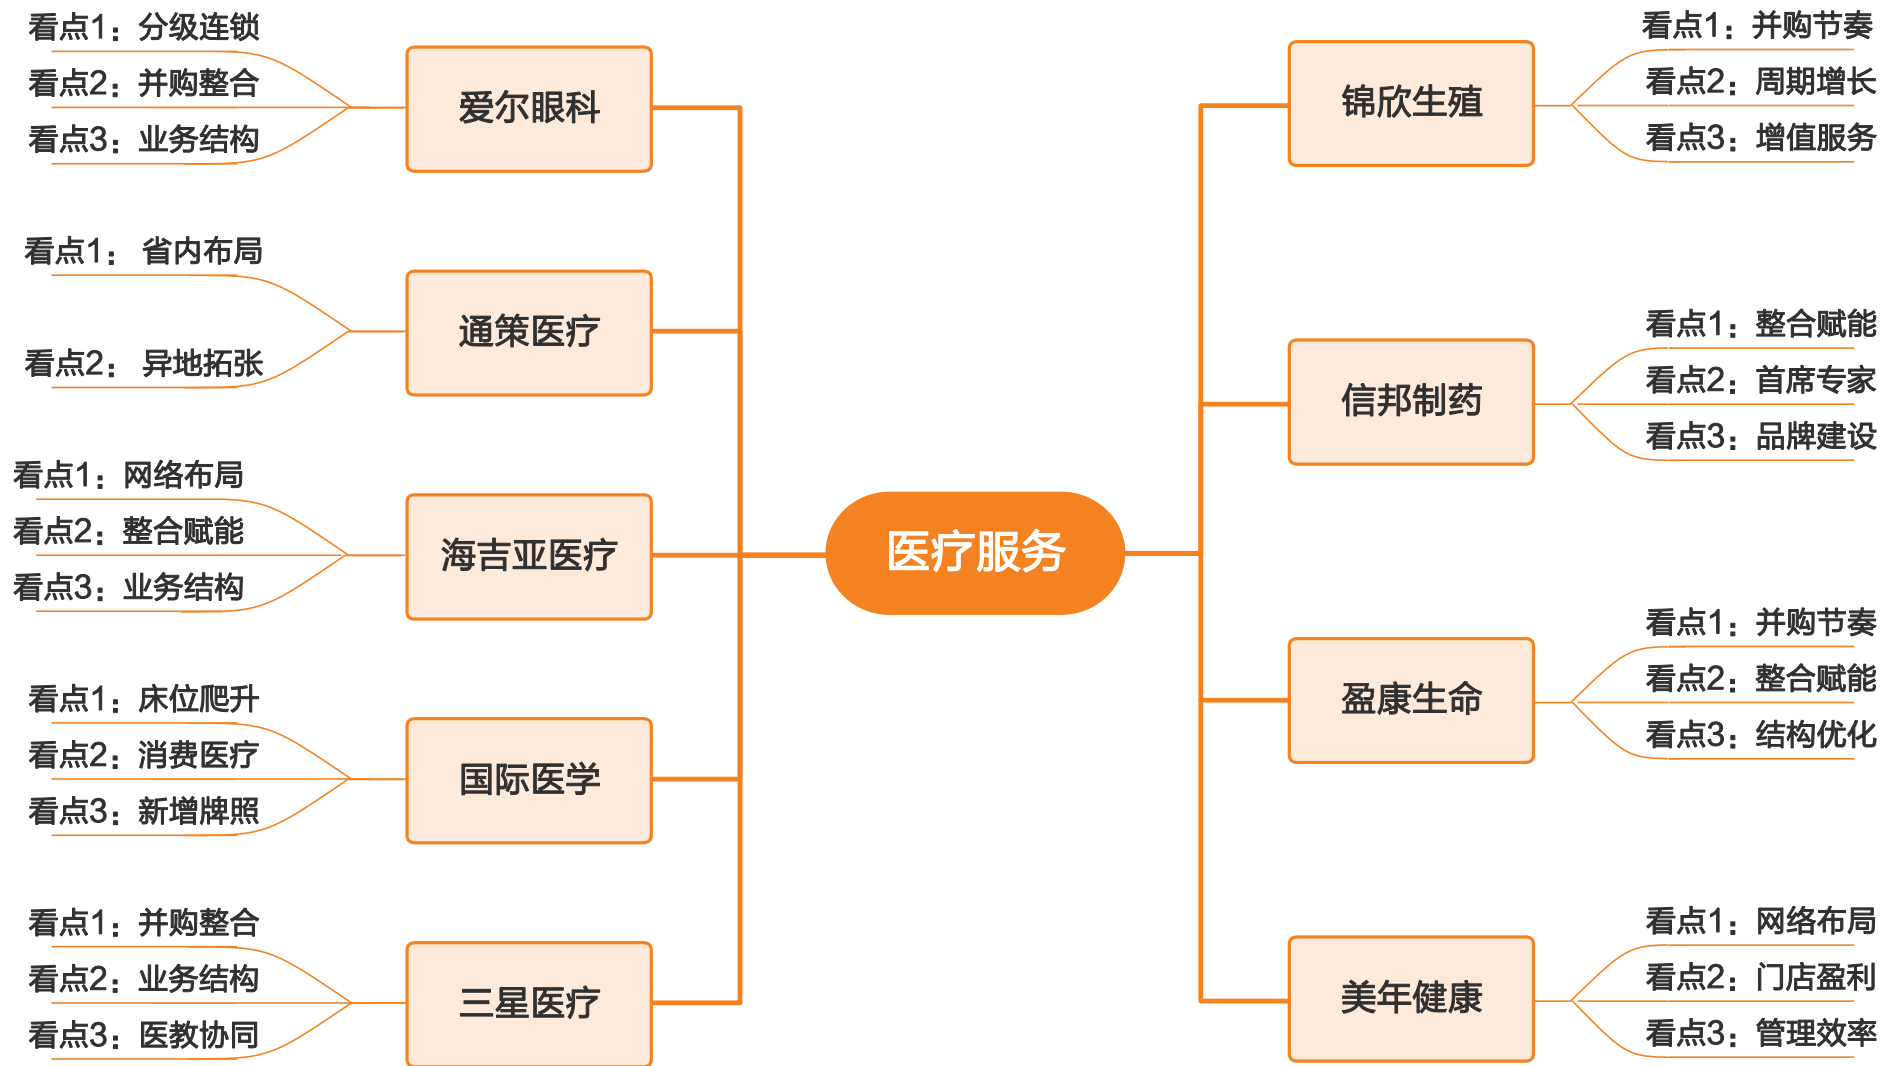 看点1：分级连锁
看点2：并购整合
看点3：业务结构
爱尔眼科
看点1： 省内布局
看点2： 异地拓张
通策医疗
看点1：网络布局
看点2：整合赋能
看点3：业务结构
海吉亚医疗
看点1：床位爬升
看点2：消费医疗
看点3：新增牌照
国际医学
看点1：并购整合
看点2：业务结构
看点3：医教协同
三星医疗
医疗服务
锦欣生殖
看点1：并购节奏
看点2：周期增长
看点3：增值服务
信邦制药
看点1：整合赋能
看点2：首席专家
看点3：品牌建设
盈康生命
看点1：并购节奏
看点2：整合赋能
看点3：结构优化
美年健康
看点1：网络布局
看点2：门店盈利
看点3：管理效率